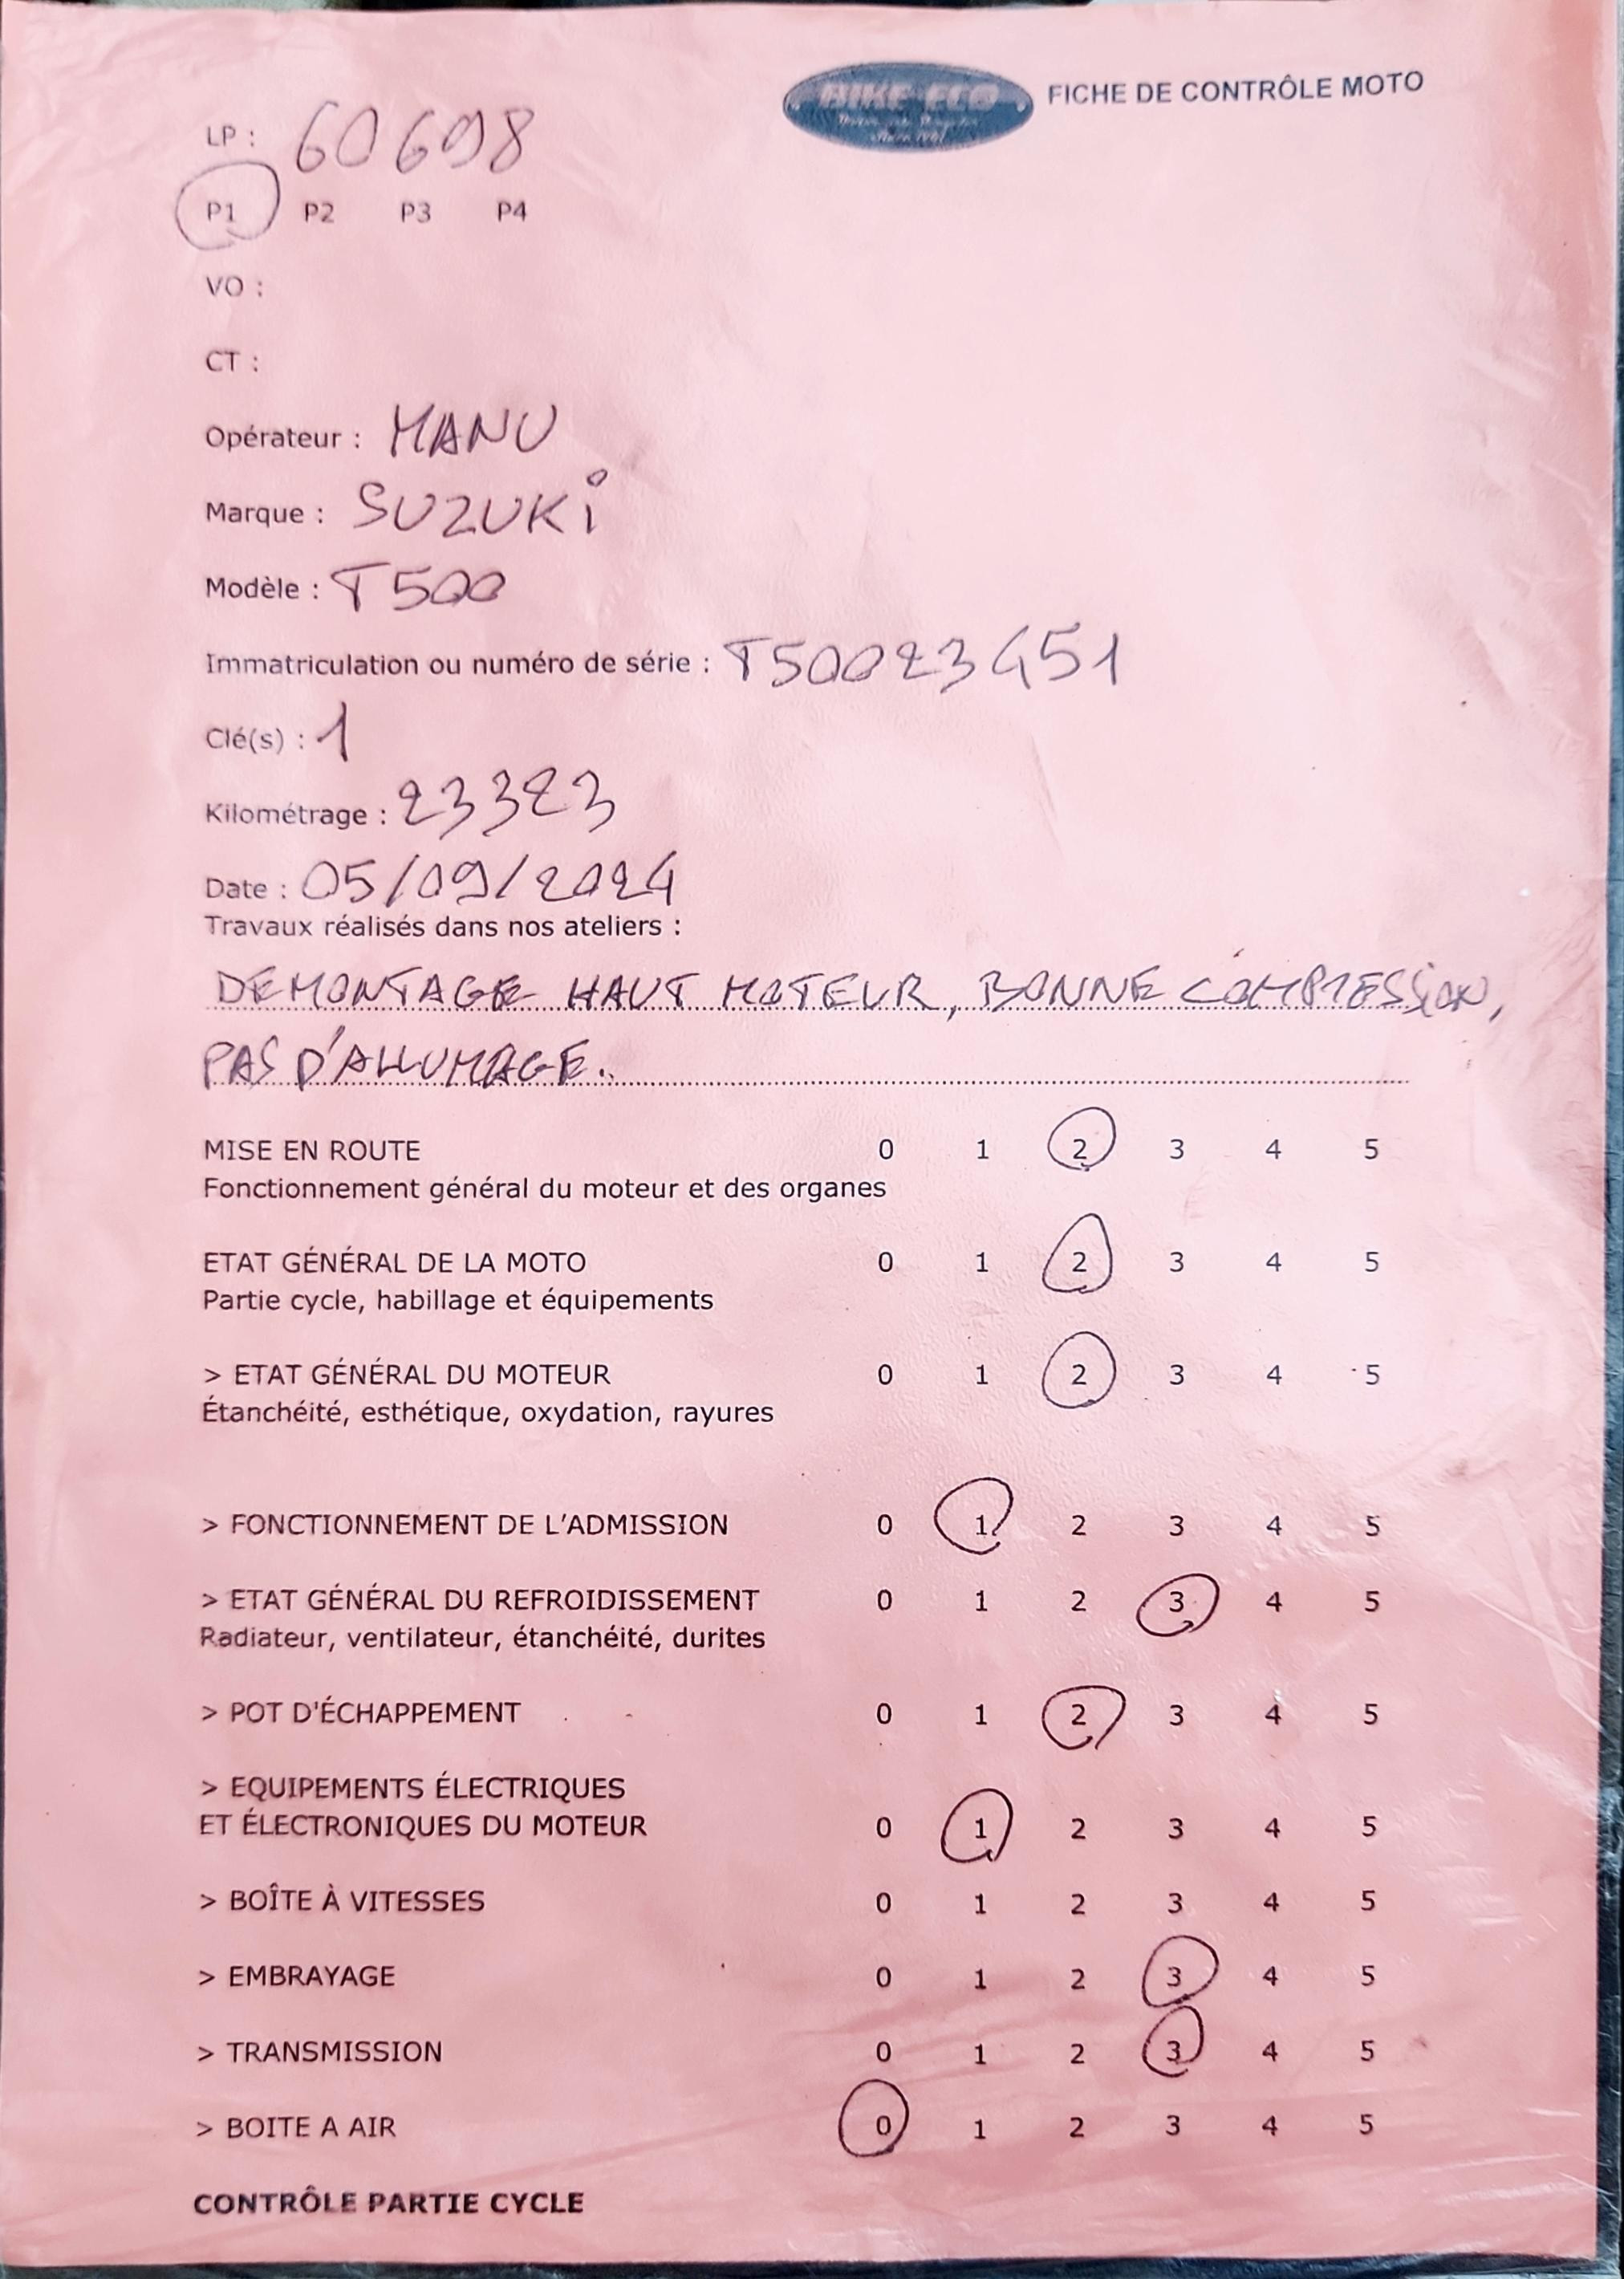 BIKE-ECO
FICHE DE CONTRÔLE MOTO
LP : 60698
P1 P2 P3 P4
VO :
CT :
Opérateur : MANU
Marque : SUZUKi
Modèle : T500
Immatriculation ou numéro de série : T50023451
Clé(s) : 1
Kilométrage : 23323
Date : 05/09/2024
Travaux réalisés dans nos ateliers :
DEMONTAGE HAUT MOTEUR, BONNE COMPRESSiON,
PAS D'ALLUMAGE.
MISE EN ROUTE 0 1 2 3 4 5
Fonctionnement général du moteur et des organes
ETAT GÉNÉRAL DE LA MOTO 0 1 2 3 4 5
Partie cycle, habillage et équipements
> ETAT GÉNÉRAL DU MOTEUR 0 1 2 3 4 5
Étanchéité, esthétique, oxydation, rayures
> FONCTIONNEMENT DE L'ADMISSION 0 1 2 3 4 5
> ETAT GÉNÉRAL DU REFROIDISSEMENT 0 1 2 3 4 5
Radiateur, ventilateur, étanchéité, durites
> POT D'ÉCHAPPEMENT 0 1 2 3 4 5
> EQUIPEMENTS ÉLECTRIQUES
ET ÉLECTRONIQUES DU MOTEUR 0 1 2 3 4 5
> BOÎTE À VITESSES 0 1 2 3 4 5
> EMBRAYAGE 0 1 2 3 4 5
> TRANSMISSION 0 1 2 3 4 5
> BOITE A AIR 0 1 2 3 4 5
CONTRÔLE PARTIE CYCLE